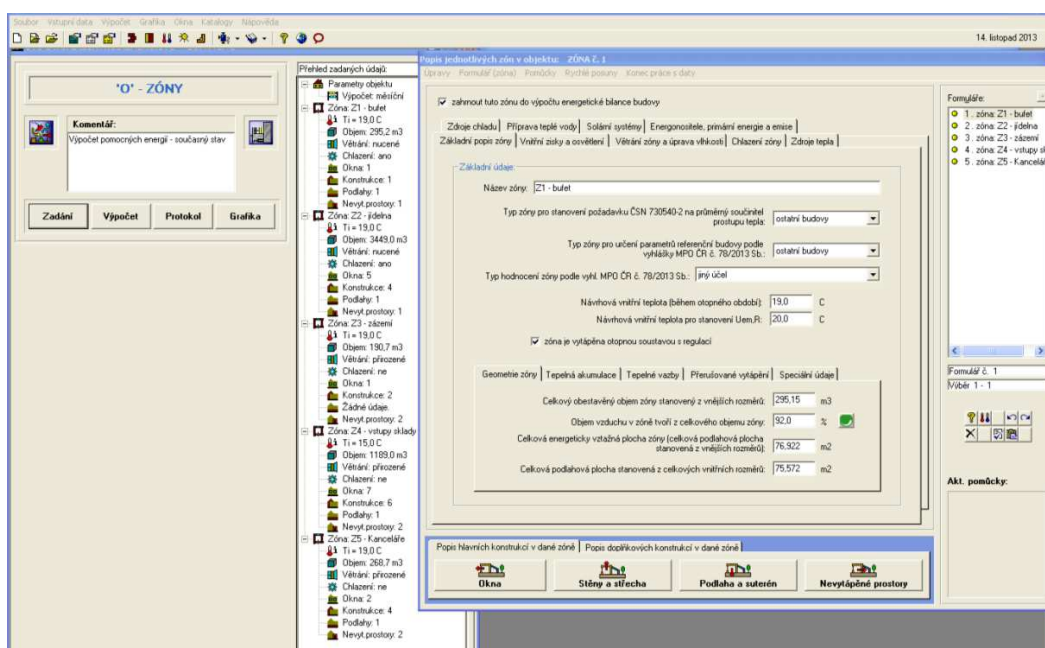 Soubor Vstupní data Výpočet Grafika Okna Katalogy Nápověda
14. listopad 2013
'O' - ZÓNY
Komentář:
Výpočet pomocných energií - současný stav
Zadání Výpočet Protokol Grafika
Přehled zadaných údajů:
Parametry objektu
Výpočet: měsíční
Zóna: Z1 - bufet
Ti = 19,0 C
Objem: 295,2 m3
Větrání: nucené
Chlazení: ano
Okna: 1
Konstrukce: 1
Podlahy: 1
Nevyt.prostory: 1
Zóna: Z2 - jídelna
Ti = 19,0 C
Objem: 3449,0 m3
Větrání: nucené
Chlazení: ano
Okna: 5
Konstrukce: 4
Podlahy: 1
Nevyt.prostory: 1
Zóna: Z3 - zázemí
Ti = 19,0 C
Objem: 190,7 m3
Větrání: přirozené
Chlazení: ne
Okna: 1
Konstrukce: 2
Žádné údaje.
Nevyt.prostory: 2
Zóna: Z4 - vstupy sklady
Ti = 15,0 C
Objem: 1189,0 m3
Větrání: přirozené
Chlazení: ne
Okna: 7
Konstrukce: 6
Podlahy: 1
Nevyt.prostory: 2
Zóna: Z5 - Kanceláře
Ti = 19,0 C
Objem: 268,7 m3
Větrání: přirozené
Chlazení: ne
Okna: 2
Konstrukce: 4
Podlahy: 1
Nevyt.prostory: 2
Popis jednotlivých zón v objektu: ZÓNA č. 1
Úpravy Formulář (zóna) Pomůcky Rychlé posuny Konec práce s daty
zahrnout tuto zónu do výpočtu energetické bilance budovy
Zdroje chladu Příprava teplé vody Solární systémy Energonositele, primární energie a emise
Základní popis zóny Vnitřní zisky a osvětlení Větrání zóny a úprava vlhkosti Chlazení zóny Zdroje tepla
Základní údaje:
Název zóny: Z1 - bufet
Typ zóny pro stanovení požadavku ČSN 730540-2 na průměrný součinitel
prostupu tepla: ostatní budovy
Typ zóny pro určení parametrů referenční budovy podle
vyhlášky MPO ČR č. 78/2013 Sb.: ostatní budovy
Typ hodnocení zóny podle vyhl. MPO ČR č. 78/2013 Sb.: jiný účel
Návrhová vnitřní teplota (během otopného období): 19,0 C
Návrhová vnitřní teplota pro stanovení Uem,R: 20,0 C
zóna je vytápěna otopnou soustavou s regulací
Geometrie zóny Tepelná akumulace Tepelné vazby Přerušované vytápění Speciální údaje
Celkový obestavěný objem zóny stanovený z vnějších rozměrů: 295,15 m3
Objem vzduchu v zóně tvoří z celkového objemu zóny: 92,0 %
Celková energeticky vztažná plocha zóny (celková podlahová plocha
stanovená z vnějších rozměrů): 76,922 m2
Celková podlahová plocha stanovená z celkových vnitřních rozměrů: 75,572 m2
Popis hlavních konstrukcí v dané zóně Popis doplňkových konstrukcí v dané zóně
Okna Stěny a střecha Podlaha a suterén Nevytápěné prostory
Formuláře:
1 . zóna: Z1 - bufet
2 . zóna: Z2 - jídelna
3 . zóna: Z3 - zázemí
4 . zóna: Z4 - vstupy skl
5 . zóna: Z5 - Kancelář
Formulář č. 1
Výběr 1 - 1
Akt. pomůcky: